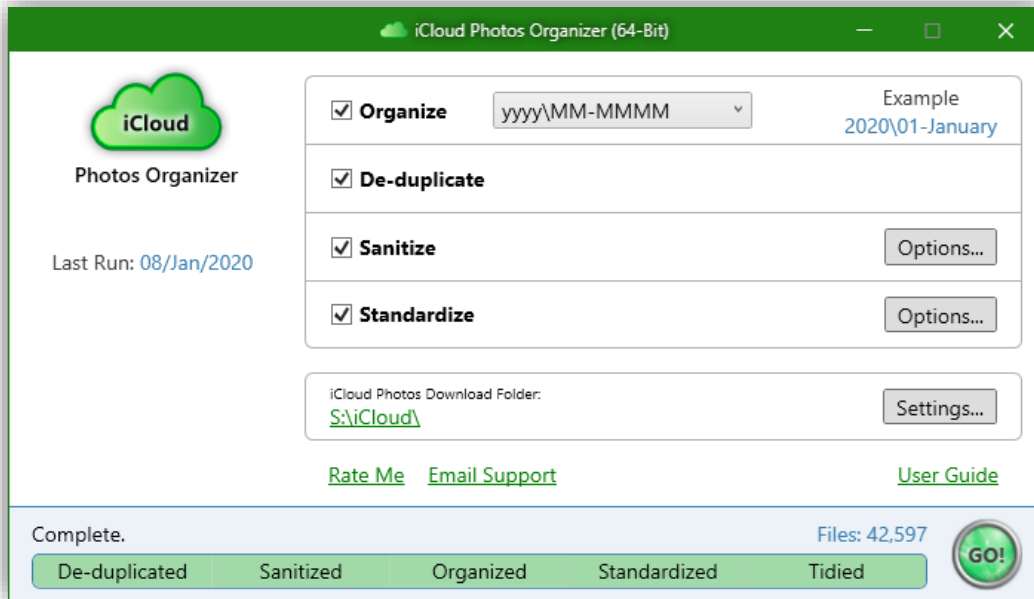 iCloud Photos Organizer (64-Bit)
iCloud
Photos Organizer
Last Run: 08/Jan/2020
Organize
yyyy\MM-MMMM
Example
2020\01-January
De-duplicate
Sanitize
Options...
Standardize
Options...
iCloud Photos Download Folder:
S:\iCloud\
Settings...
Rate Me Email Support User Guide
Complete.
Files: 42,597
De-duplicated Sanitized Organized Standardized Tidied
GO!